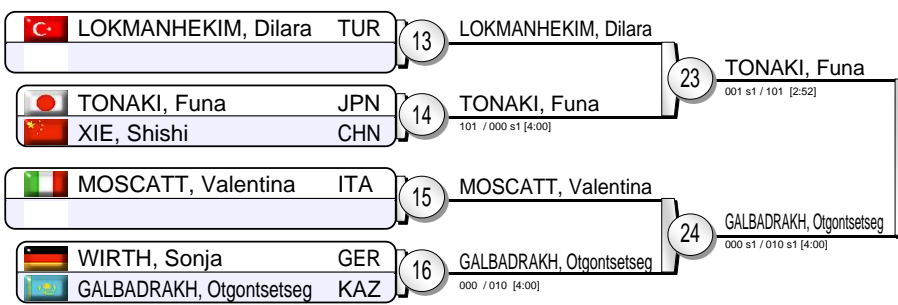 LOKMANHEKIM, Dilara TUR
13
LOKMANHEKIM, Dilara
23
TONAKI, Funa
001 s1 / 101 [2:52]
TONAKI, Funa JPN
XIE, Shishi CHN
14
TONAKI, Funa
101 / 000 s1 [4:00]
MOSCATT, Valentina ITA
15
MOSCATT, Valentina
24
GALBADRAKH, Otgontsetseg
000 s1 / 010 s1 [4:00]
WIRTH, Sonja GER
GALBADRAKH, Otgontsetseg KAZ
16
GALBADRAKH, Otgontsetseg
000 / 010 [4:00]